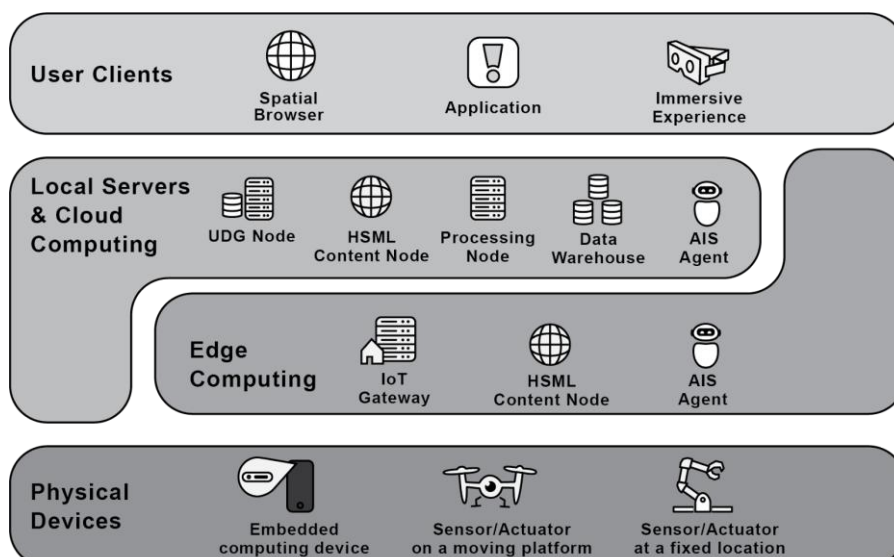 User Clients
Spatial
Browser
Application
Immersive
Experience
Local Servers
& Cloud
Computing
UDG Node
HSML
Content Node
Processing
Node
Data
Warehouse
AIS
Agent
Edge
Computing
IoT
Gateway
HSML
Content Node
AIS
Agent
Physical
Devices
Embedded
computing device
Sensor/Actuator
on a moving platform
Sensor/Actuator
at a fixed location